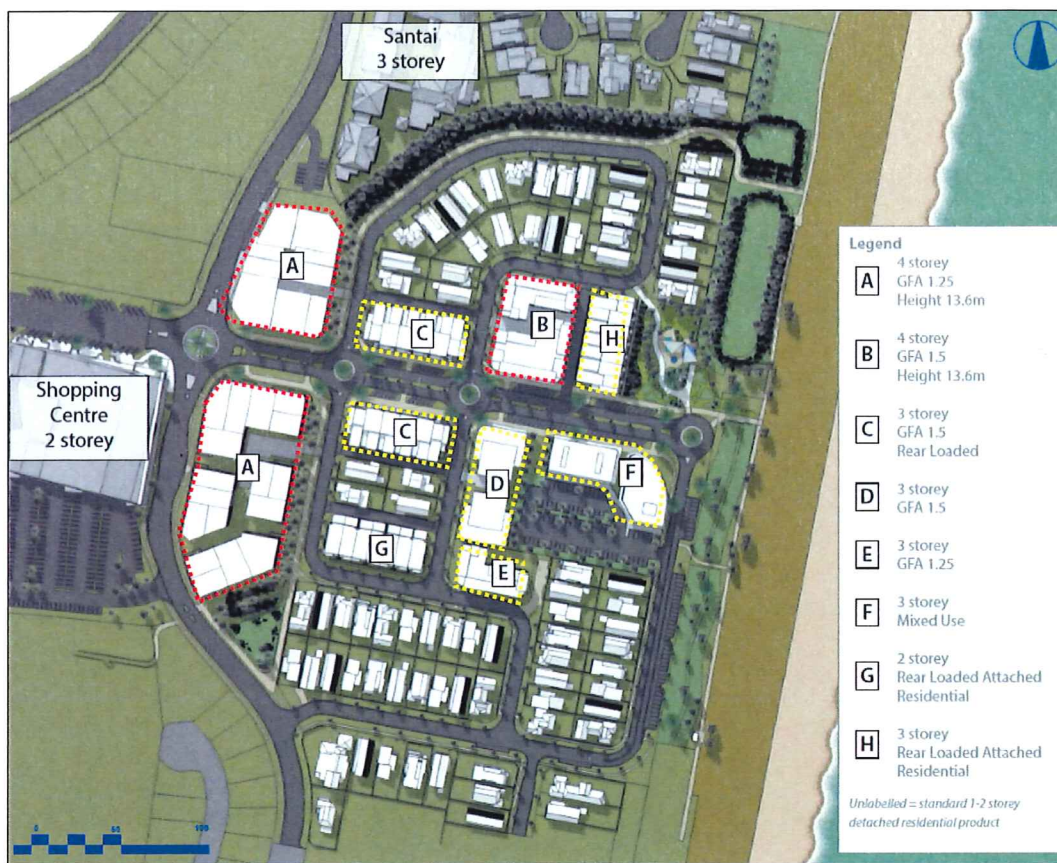 Santai
3 storey
A
C
B
H
Shopping
Centre
2 storey
A
C
D
F
G
E
Legend
A
4 storey
GFA 1.25
Height 13.6m
B
4 storey
GFA 1.5
Height 13.6m
C
3 storey
GFA 1.5
Rear Loaded
D
3 storey
GFA 1.5
E
3 storey
GFA 1.25
F
3 storey
Mixed Use
G
2 storey
Rear Loaded Attached
Residential
H
3 storey
Rear Loaded Attached
Residential
Unlabelled = standard 1-2 storey
detached residential product
0 50 100